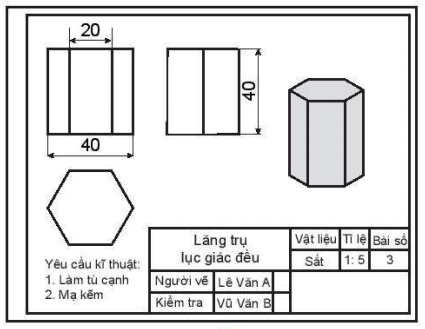 20
40
40
Yêu cầu kĩ thuật:
1. Làm tù cạnh
2. Mạ kẽm
Lăng trụ
lục giác đều
Vật liệu Tỉ lệ Bài số
Sắt 1: 5 3
Người vẽ Lê Văn A
Kiểm tra Vũ Văn B